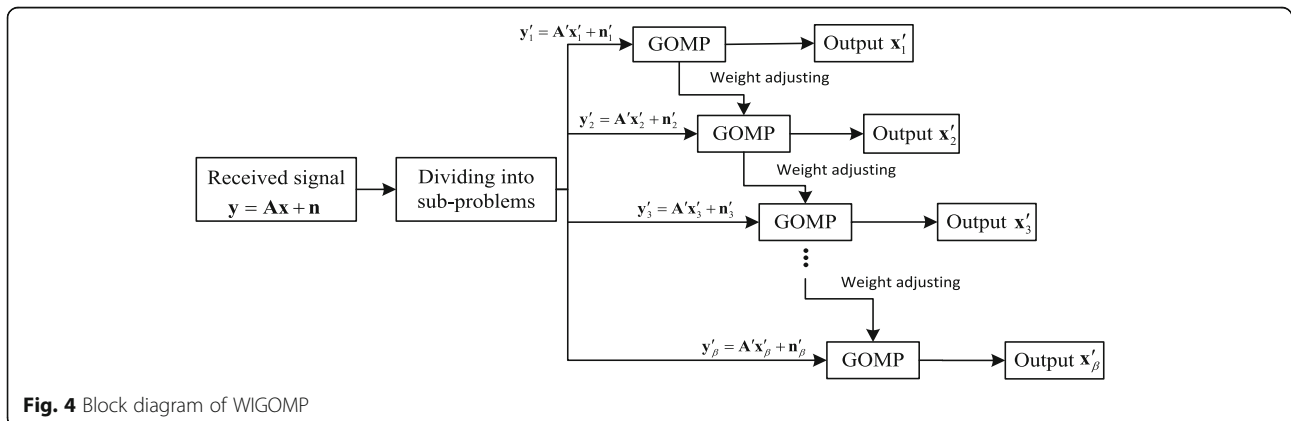 y′₁ = A′x′₁ + n′₁
GOMP
Output x′₁
Weight adjusting
y′₂ = A′x′₂ + n′₂
GOMP
Output x′₂
Weight adjusting
Received signal
y = Ax + n
Dividing into
sub-problems
y′₃ = A′x′₃ + n′₃
GOMP
Output x′₃
Weight adjusting
y′ᵦ = A′x′ᵦ + n′ᵦ
GOMP
Output x′ᵦ
Fig. 4 Block diagram of WIGOMP